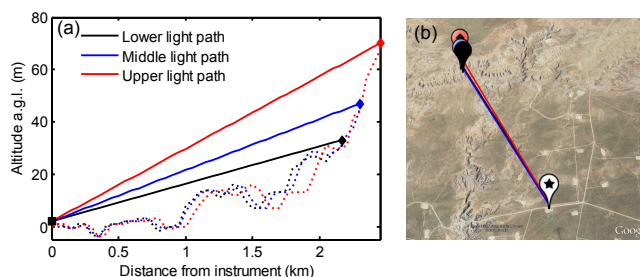 (a)
Lower light path
Middle light path
Upper light path
80
60
40
20
0
Altitude a.g.l. (m)
0 0.5 1 1.5 2
Distance from instrument (km)
(b)
Goog